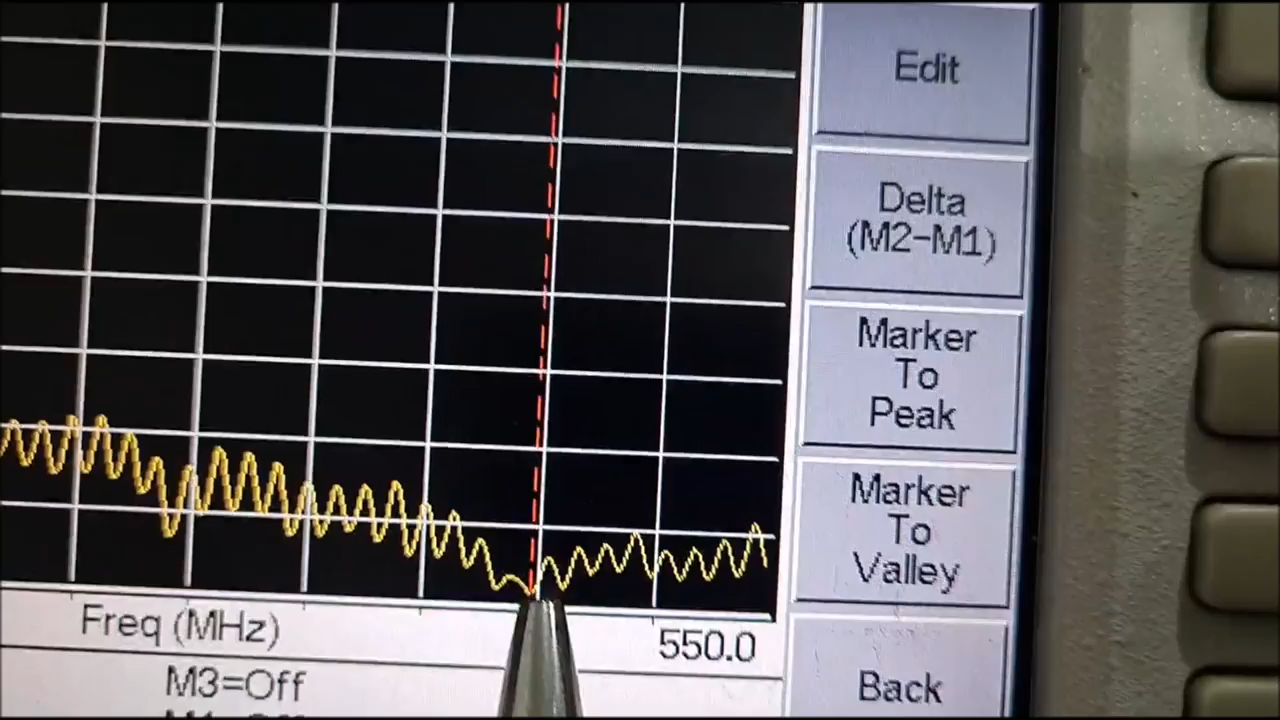 Edit
Delta
(M2-M1)
Marker
To
Peak
Marker
To
Valley
Back
Freq (MHz)
550.0
M3=Off